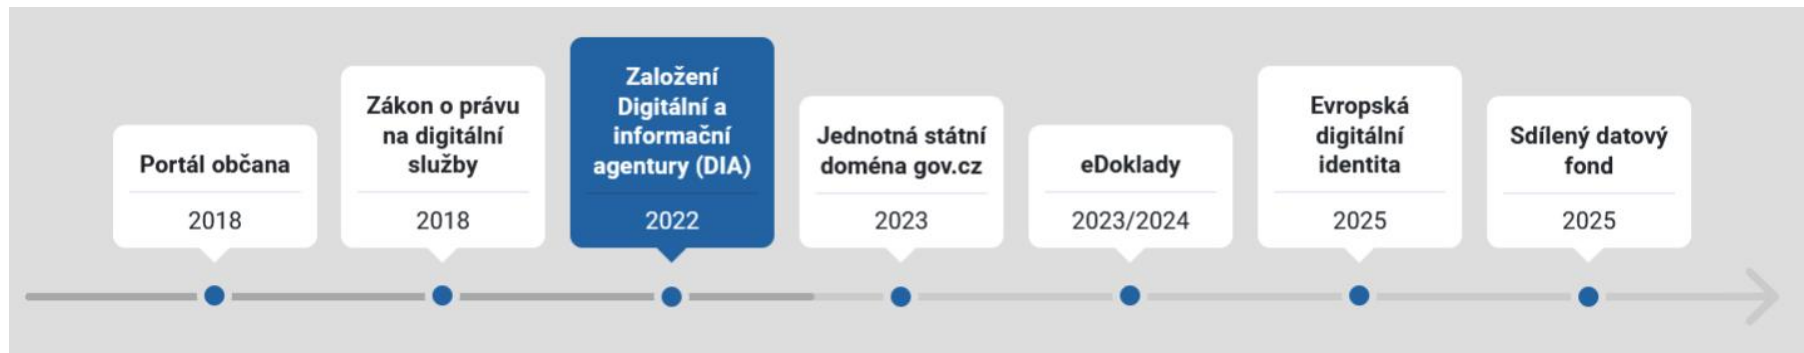 Portál občana
2018
Zákon o právu
na digitální
služby
2018
Založení
Digitální a
informační
agentury (DIA)
2022
Jednotná státní
doména gov.cz
2023
eDoklady
2023/2024
Evropská
digitální
identita
2025
Sdílený datový
fond
2025